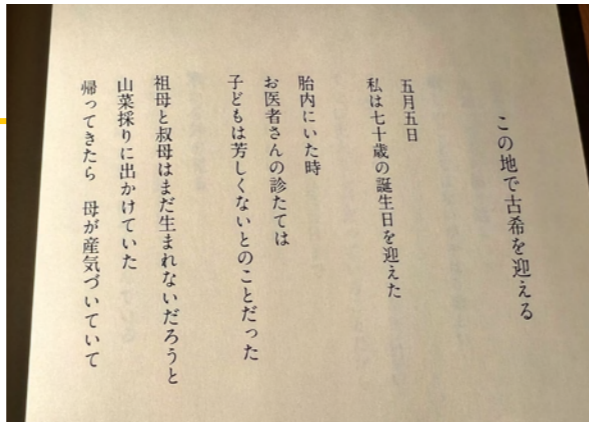 この地で古希を迎える
五月五日
私は七十歳の誕生日を迎えた
胎内にいた時
お医者さんの診たては
子どもは芳しくないとのことだった
祖母と叔母はまだ生まれないだろうと
山菜採りに出かけていた
帰ってきたら　母が産気づいていて